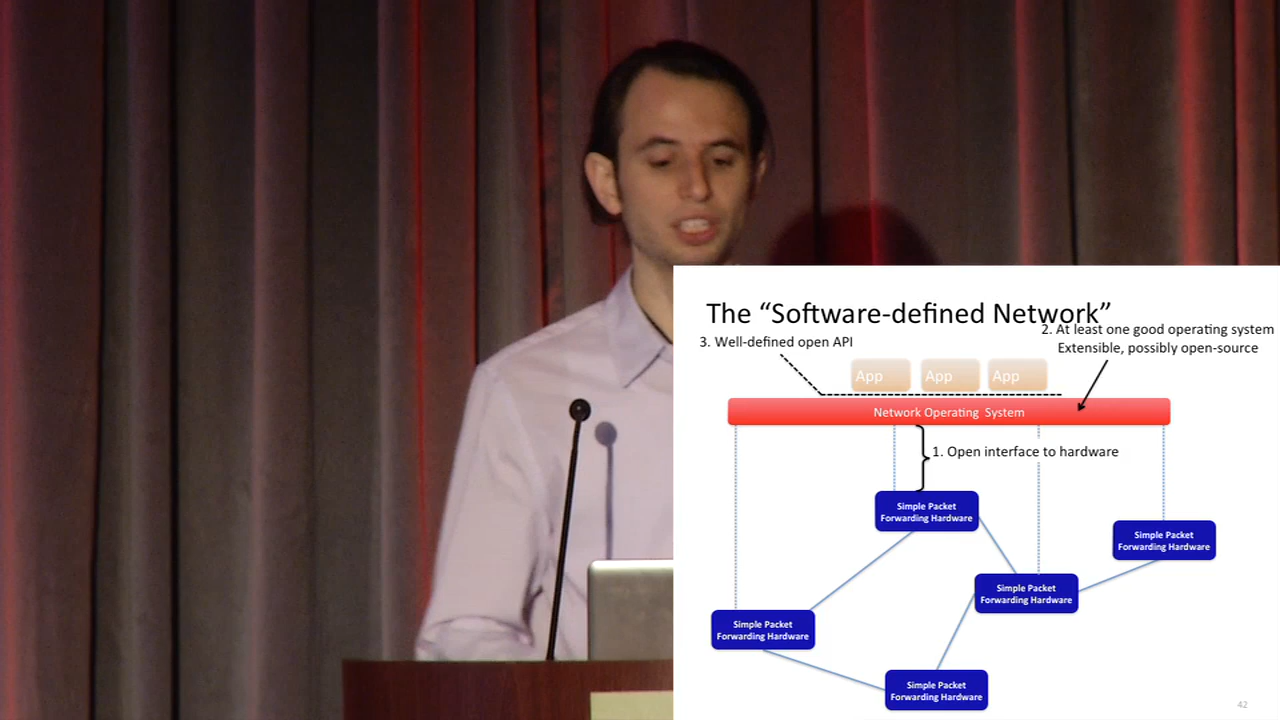 The “Software-defined Network”
2. At least one good operating system
Extensible, possibly open-source
3. Well-defined open API
App
App
App
Network Operating System
1. Open interface to hardware
Simple Packet
Forwarding Hardware
Simple Packet
Forwarding Hardware
Simple Packet
Forwarding Hardware
Simple Packet
Forwarding Hardware
Simple Packet
Forwarding Hardware
42